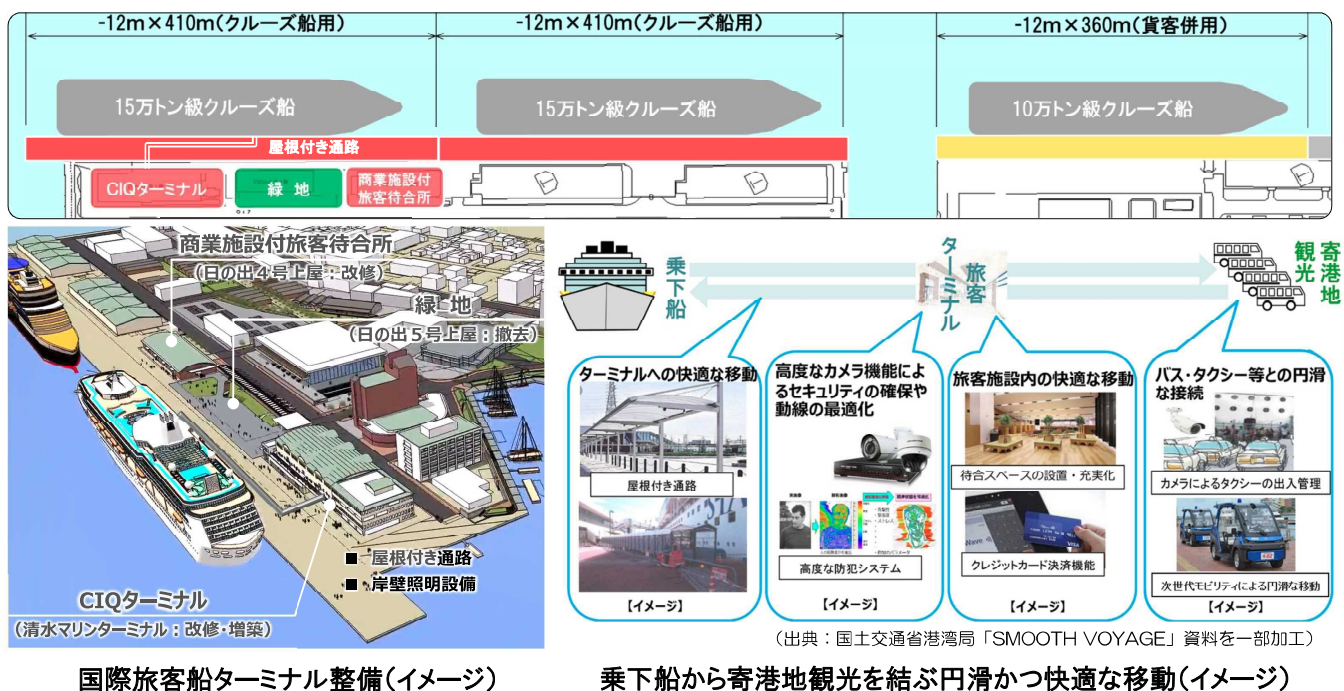 -12m×410m(クルーズ船用)
-12m×410m(クルーズ船用)
-12m×360m(貨客併用)
15万トン級クルーズ船
15万トン級クルーズ船
10万トン級クルーズ船
屋根付き通路
CIQターミナル
緑 地
商業施設付
旅客待合所
商業施設付旅客待合所
(日の出4号上屋:改修)
緑 地
(日の出5号上屋:撤去)
■ 屋根付き通路
■ 岸壁照明設備
CIQターミナル
(清水マリンターミナル:改修・増築)
国際旅客船ターミナル整備(イメージ)
乗下船
旅客
ターミナル
寄港地
観光
ターミナルへの快適な移動
屋根付き通路
【イメージ】
高度なカメラ機能によ
るセキュリティの確保や
動線の最適化
高度な防犯システム
【イメージ】
旅客施設内の快適な移動
待合スペースの設置・充実化
VISA
クレジットカード決済機能
【イメージ】
バス・タクシー等との円滑
な接続
カメラによるタクシーの出入管理
次世代モビリティによる円滑な移動
【イメージ】
(出典:国土交通省港湾局「SMOOTH VOYAGE」資料を一部加工)
乗下船から寄港地観光を結ぶ円滑かつ快適な移動(イメージ)